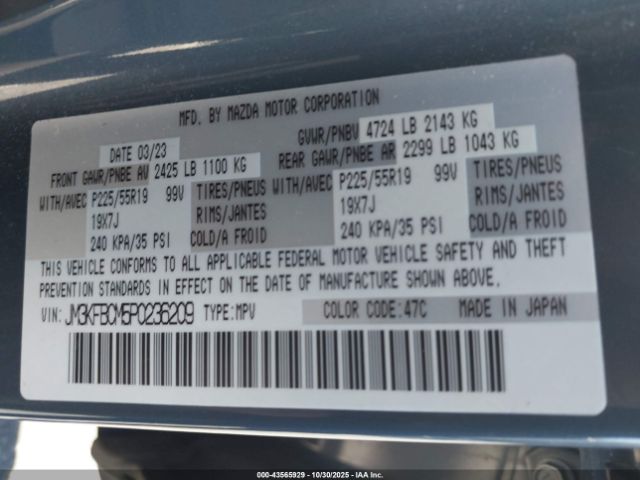 MFD. BY MAZDA MOTOR CORPORATION
DATE 03/23 GVWR/PNBV 4724 LB 2143 KG
FRONT GAWR/PNBE AV 2425 LB 1100 KG REAR GAWR/PNBE AR 2299 LB 1043 KG
WITH/AVEC P225/55R19 99V TIRES/PNEUS WITH/AVEC P225/55R19 99V TIRES/PNEUS
19X7J RIMS/JANTES 19X7J RIMS/JANTES
240 KPA/35 PSI COLD/A FROID 240 KPA/35 PSI COLD/A FROID
THIS VEHICLE CONFORMS TO ALL APPLICABLE FEDERAL MOTOR VEHICLE SAFETY AND THEFT
PREVENTION STANDARDS IN EFFECT ON THE DATE OF MANUFACTURE SHOWN ABOVE.
VIN: JM3KFBCM5P0236209 TYPE: MPV COLOR CODE: 47C MADE IN JAPAN
000-43565929 - 10/30/2025 - IAA Inc.